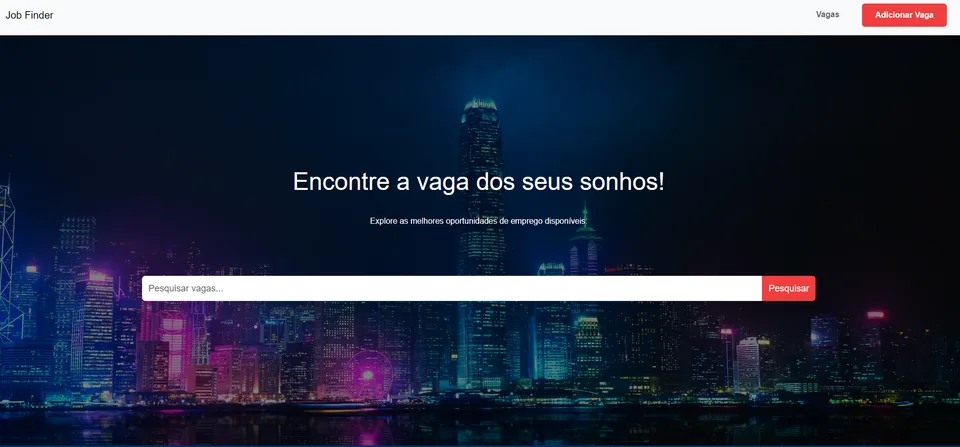 Job Finder
Vagas
Adicionar Vaga
Encontre a vaga dos seus sonhos!
Explore as melhores oportunidades de emprego disponíveis
Pesquisar vagas...
Pesquisar